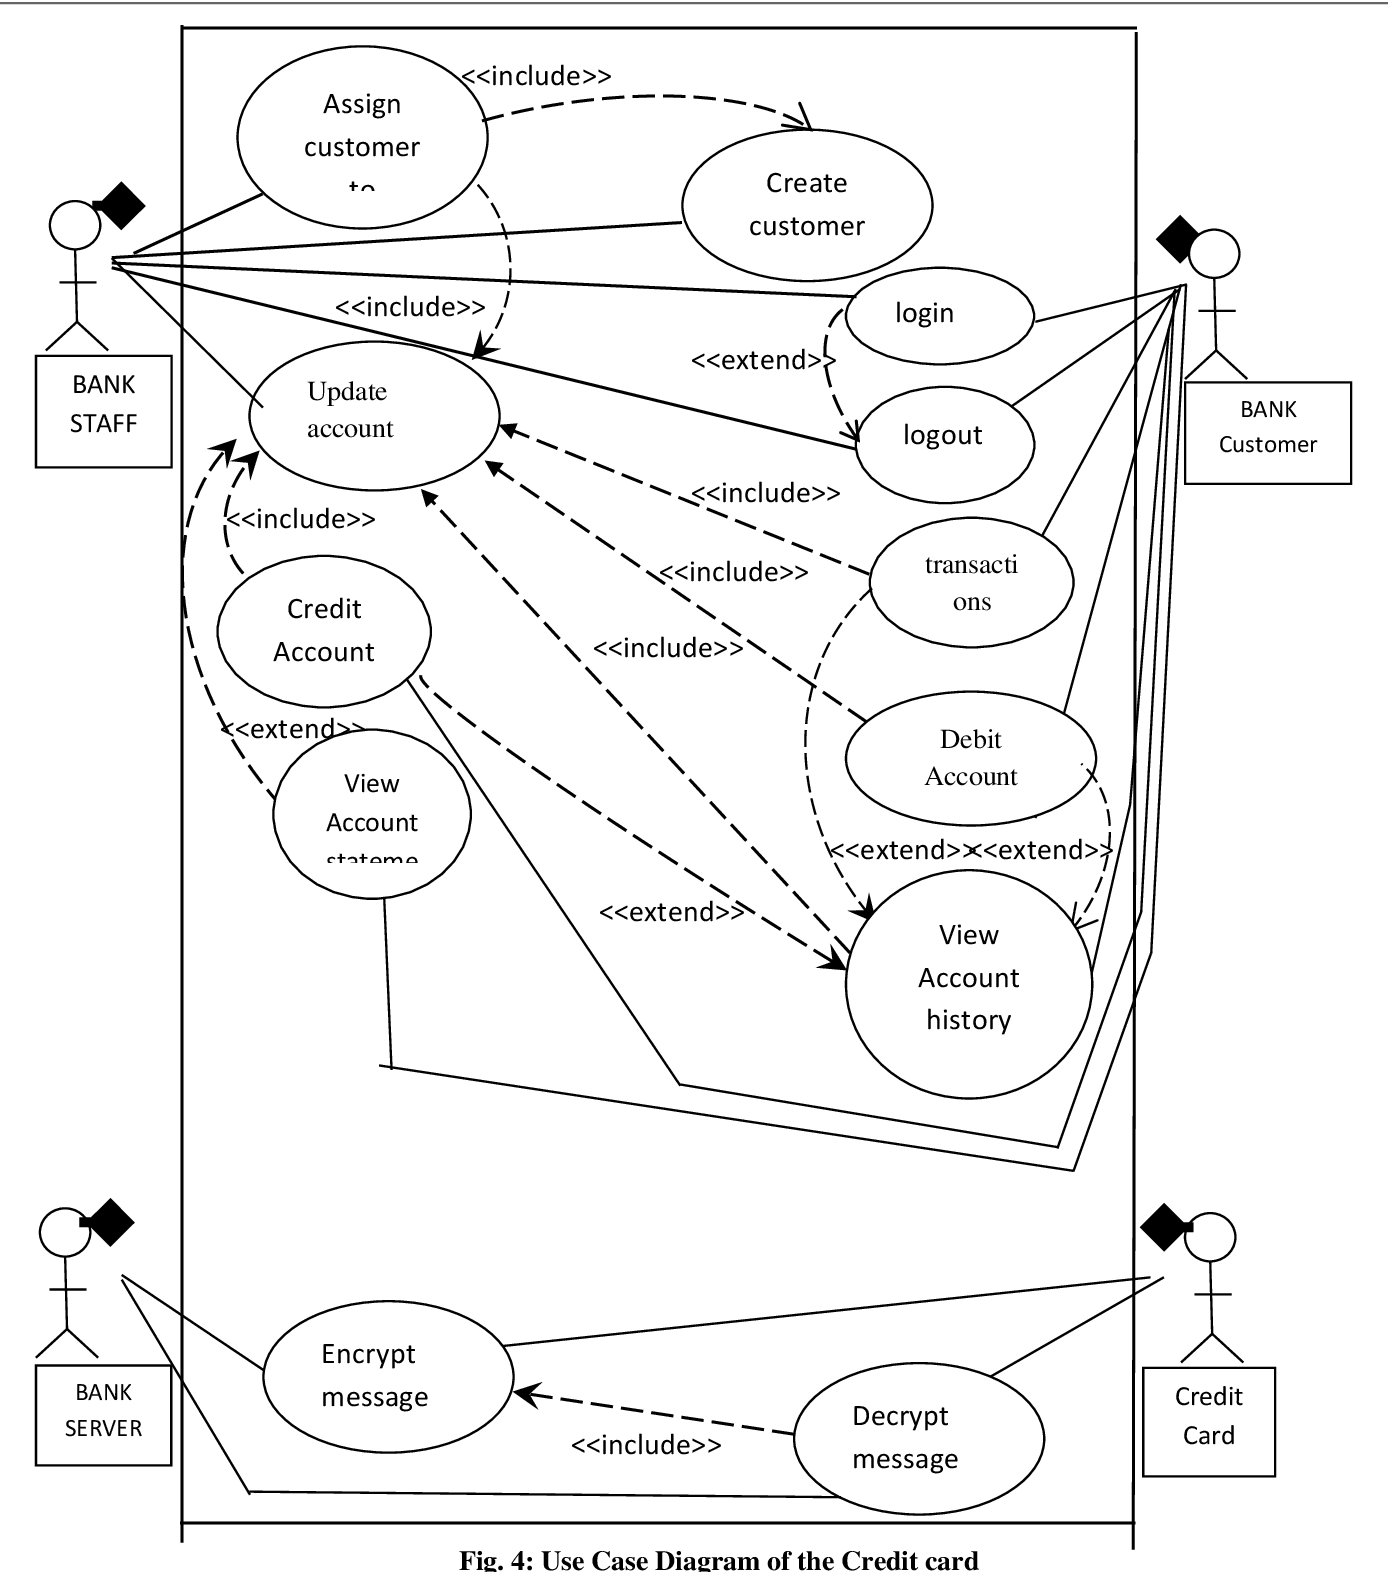 <<include>>
Assign
customer
to
Create
customer
<<include>>
login
<<extend>>
BANK
STAFF
Update
account
logout
BANK
Customer
<<include>>
<<include>>
transacti
ons
<<include>>
Credit
Account
<<include>>
<<extend>>
Debit
Account
View
Account
stateme
<<extend>>
<<extend>>
<<extend>>
View
Account
history
BANK
SERVER
Encrypt
message
Credit
Card
Decrypt
message
<<include>>
Fig. 4: Use Case Diagram of the Credit card